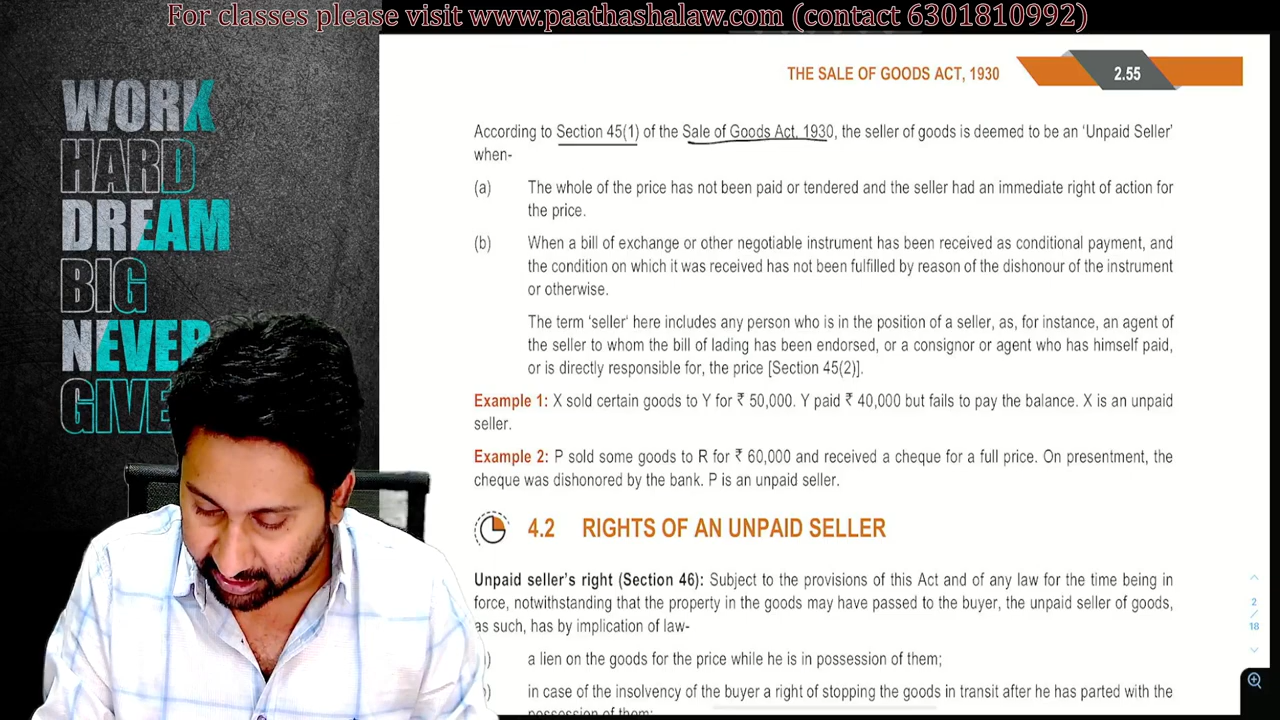 For classes please visit www.paathashalaw.com (contact 6301810992)
WORK
HARD
DREAM
BIG
NEVER
GIVE
THE SALE OF GOODS ACT, 1930
2.55
According to Section 45(1) of the Sale of Goods Act, 1930, the seller of goods is deemed to be an ‘Unpaid Seller’
when-
(a) The whole of the price has not been paid or tendered and the seller had an immediate right of action for
the price.
(b) When a bill of exchange or other negotiable instrument has been received as conditional payment, and
the condition on which it was received has not been fulfilled by reason of the dishonour of the instrument
or otherwise.
The term ‘seller’ here includes any person who is in the position of a seller, as, for instance, an agent of
the seller to whom the bill of lading has been endorsed, or a consignor or agent who has himself paid,
or is directly responsible for, the price [Section 45(2)].
Example 1: X sold certain goods to Y for ₹ 50,000. Y paid ₹ 40,000 but fails to pay the balance. X is an unpaid
seller.
Example 2: P sold some goods to R for ₹ 60,000 and received a cheque for a full price. On presentment, the
cheque was dishonored by the bank. P is an unpaid seller.
4.2 RIGHTS OF AN UNPAID SELLER
Unpaid seller’s right (Section 46): Subject to the provisions of this Act and of any law for the time being in
force, notwithstanding that the property in the goods may have passed to the buyer, the unpaid seller of goods,
as such, has by implication of law-
a lien on the goods for the price while he is in possession of them;
in case of the insolvency of the buyer a right of stopping the goods in transit after he has parted with the
possession of them;
2
/
18